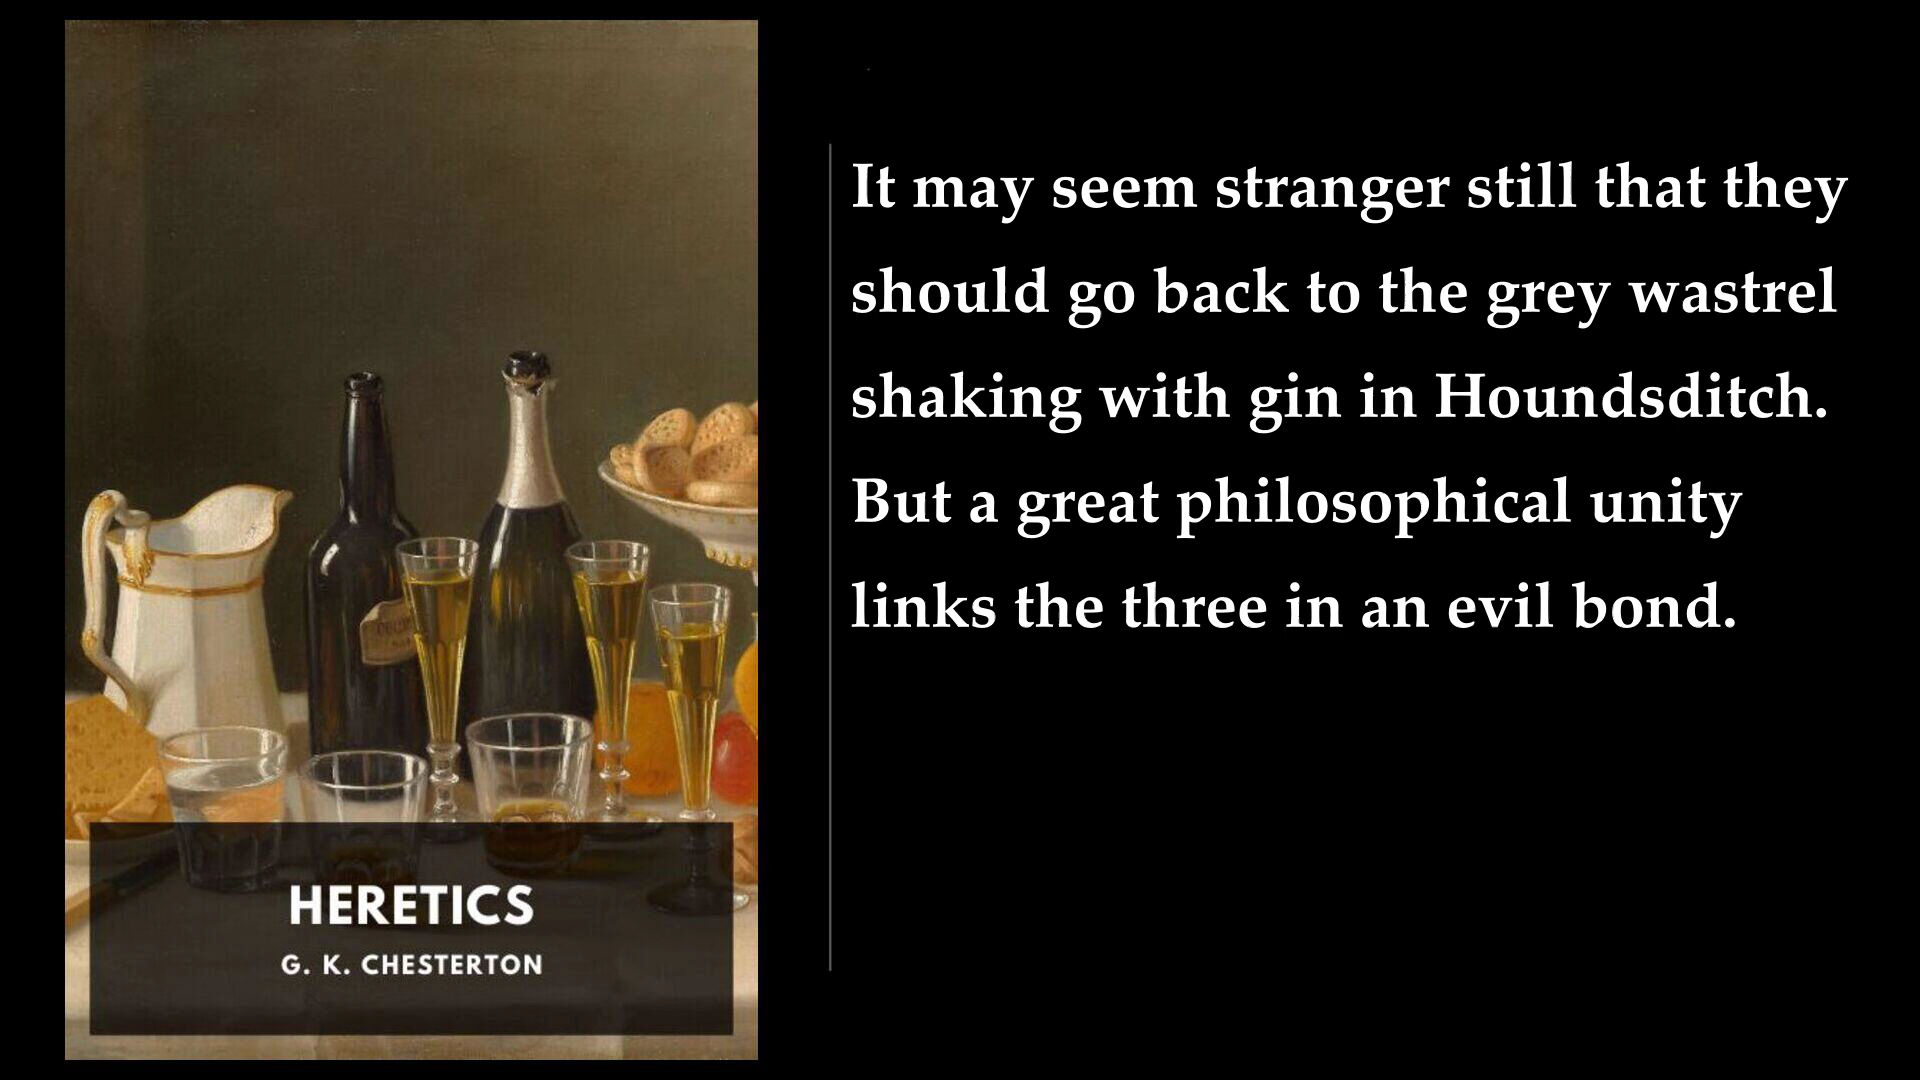 It may seem stranger still that they
should go back to the grey wastrel
shaking with gin in Houndsditch.
But a great philosophical unity
links the three in an evil bond.
HERETICS
G. K. CHESTERTON